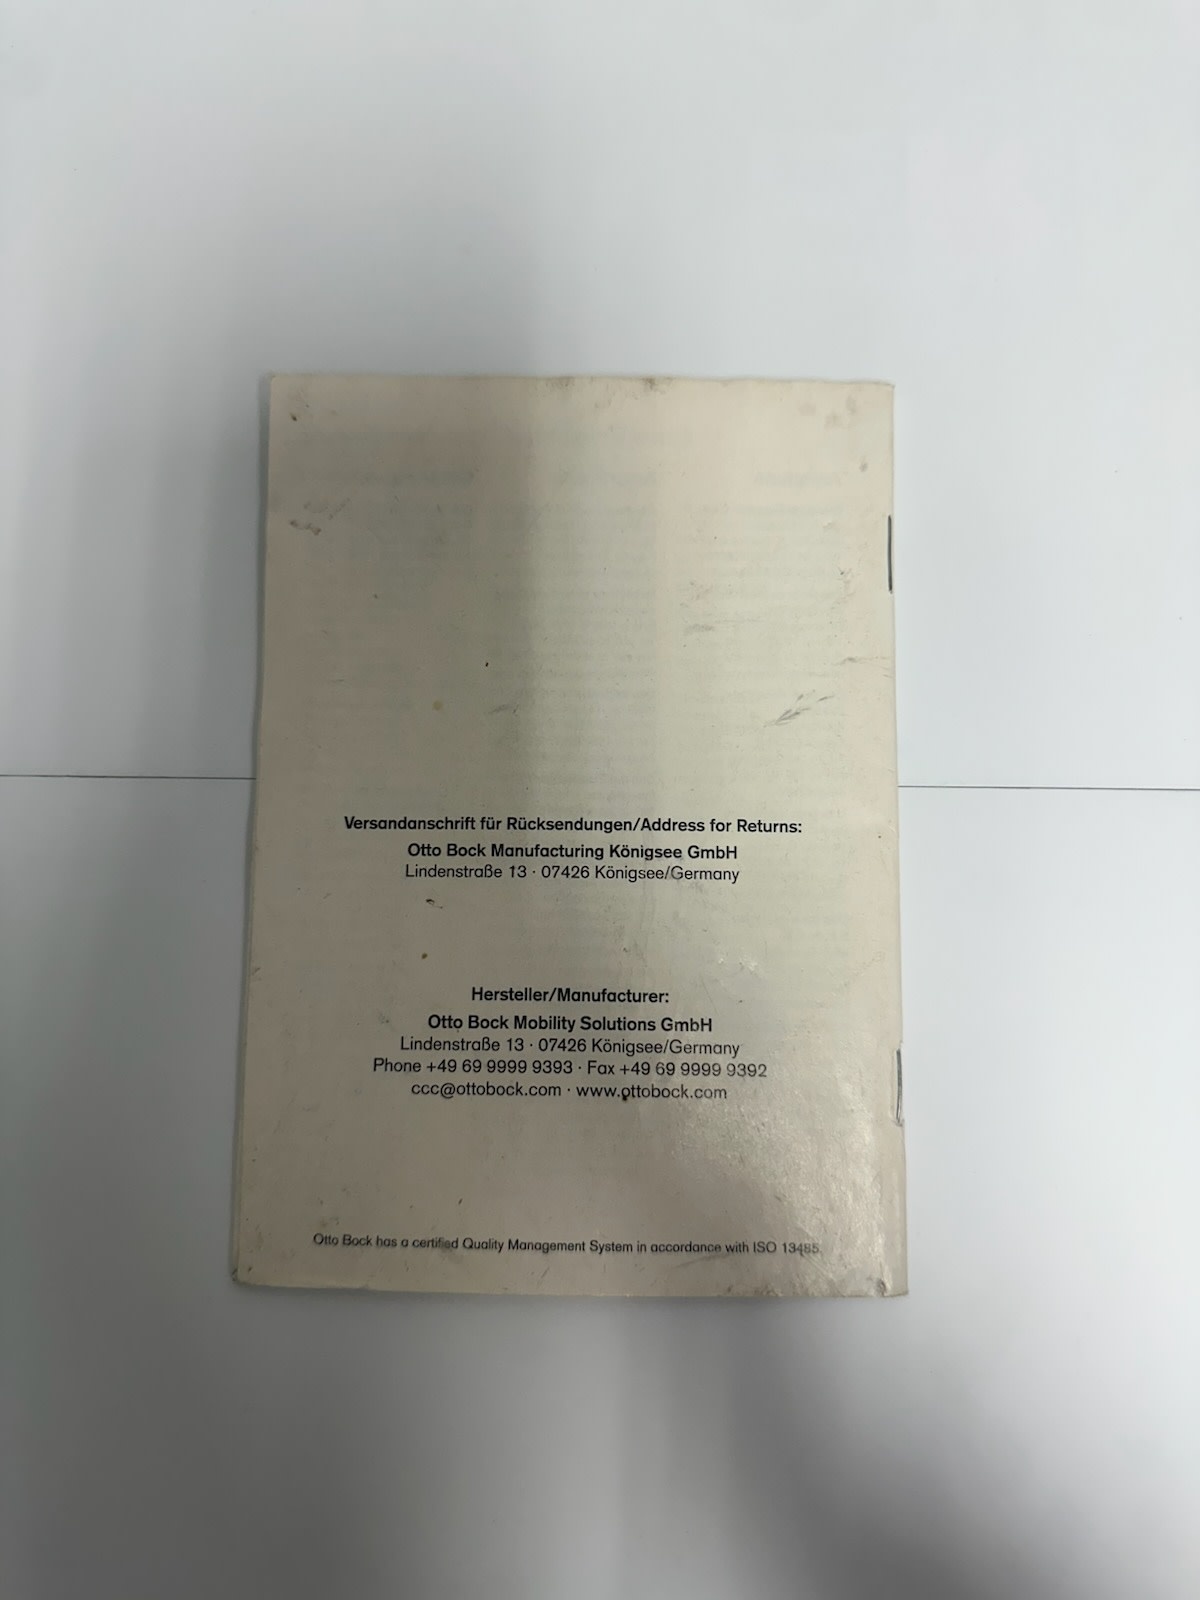 Versandanschrift für Rücksendungen/Address for Returns:
Otto Bock Manufacturing Königsee GmbH
Lindenstraße 13 · 07426 Königsee/Germany
Hersteller/Manufacturer:
Otto Bock Mobility Solutions GmbH
Lindenstraße 13 · 07426 Königsee/Germany
Phone +49 69 9999 9393 · Fax +49 69 9999 9392
ccc@ottobock.com · www.ottobock.com
Otto Bock has a certified Quality Management System in accordance with ISO 13485.